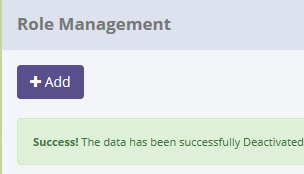 Role Management
+ Add
Success! The data has been successfully Deactivated